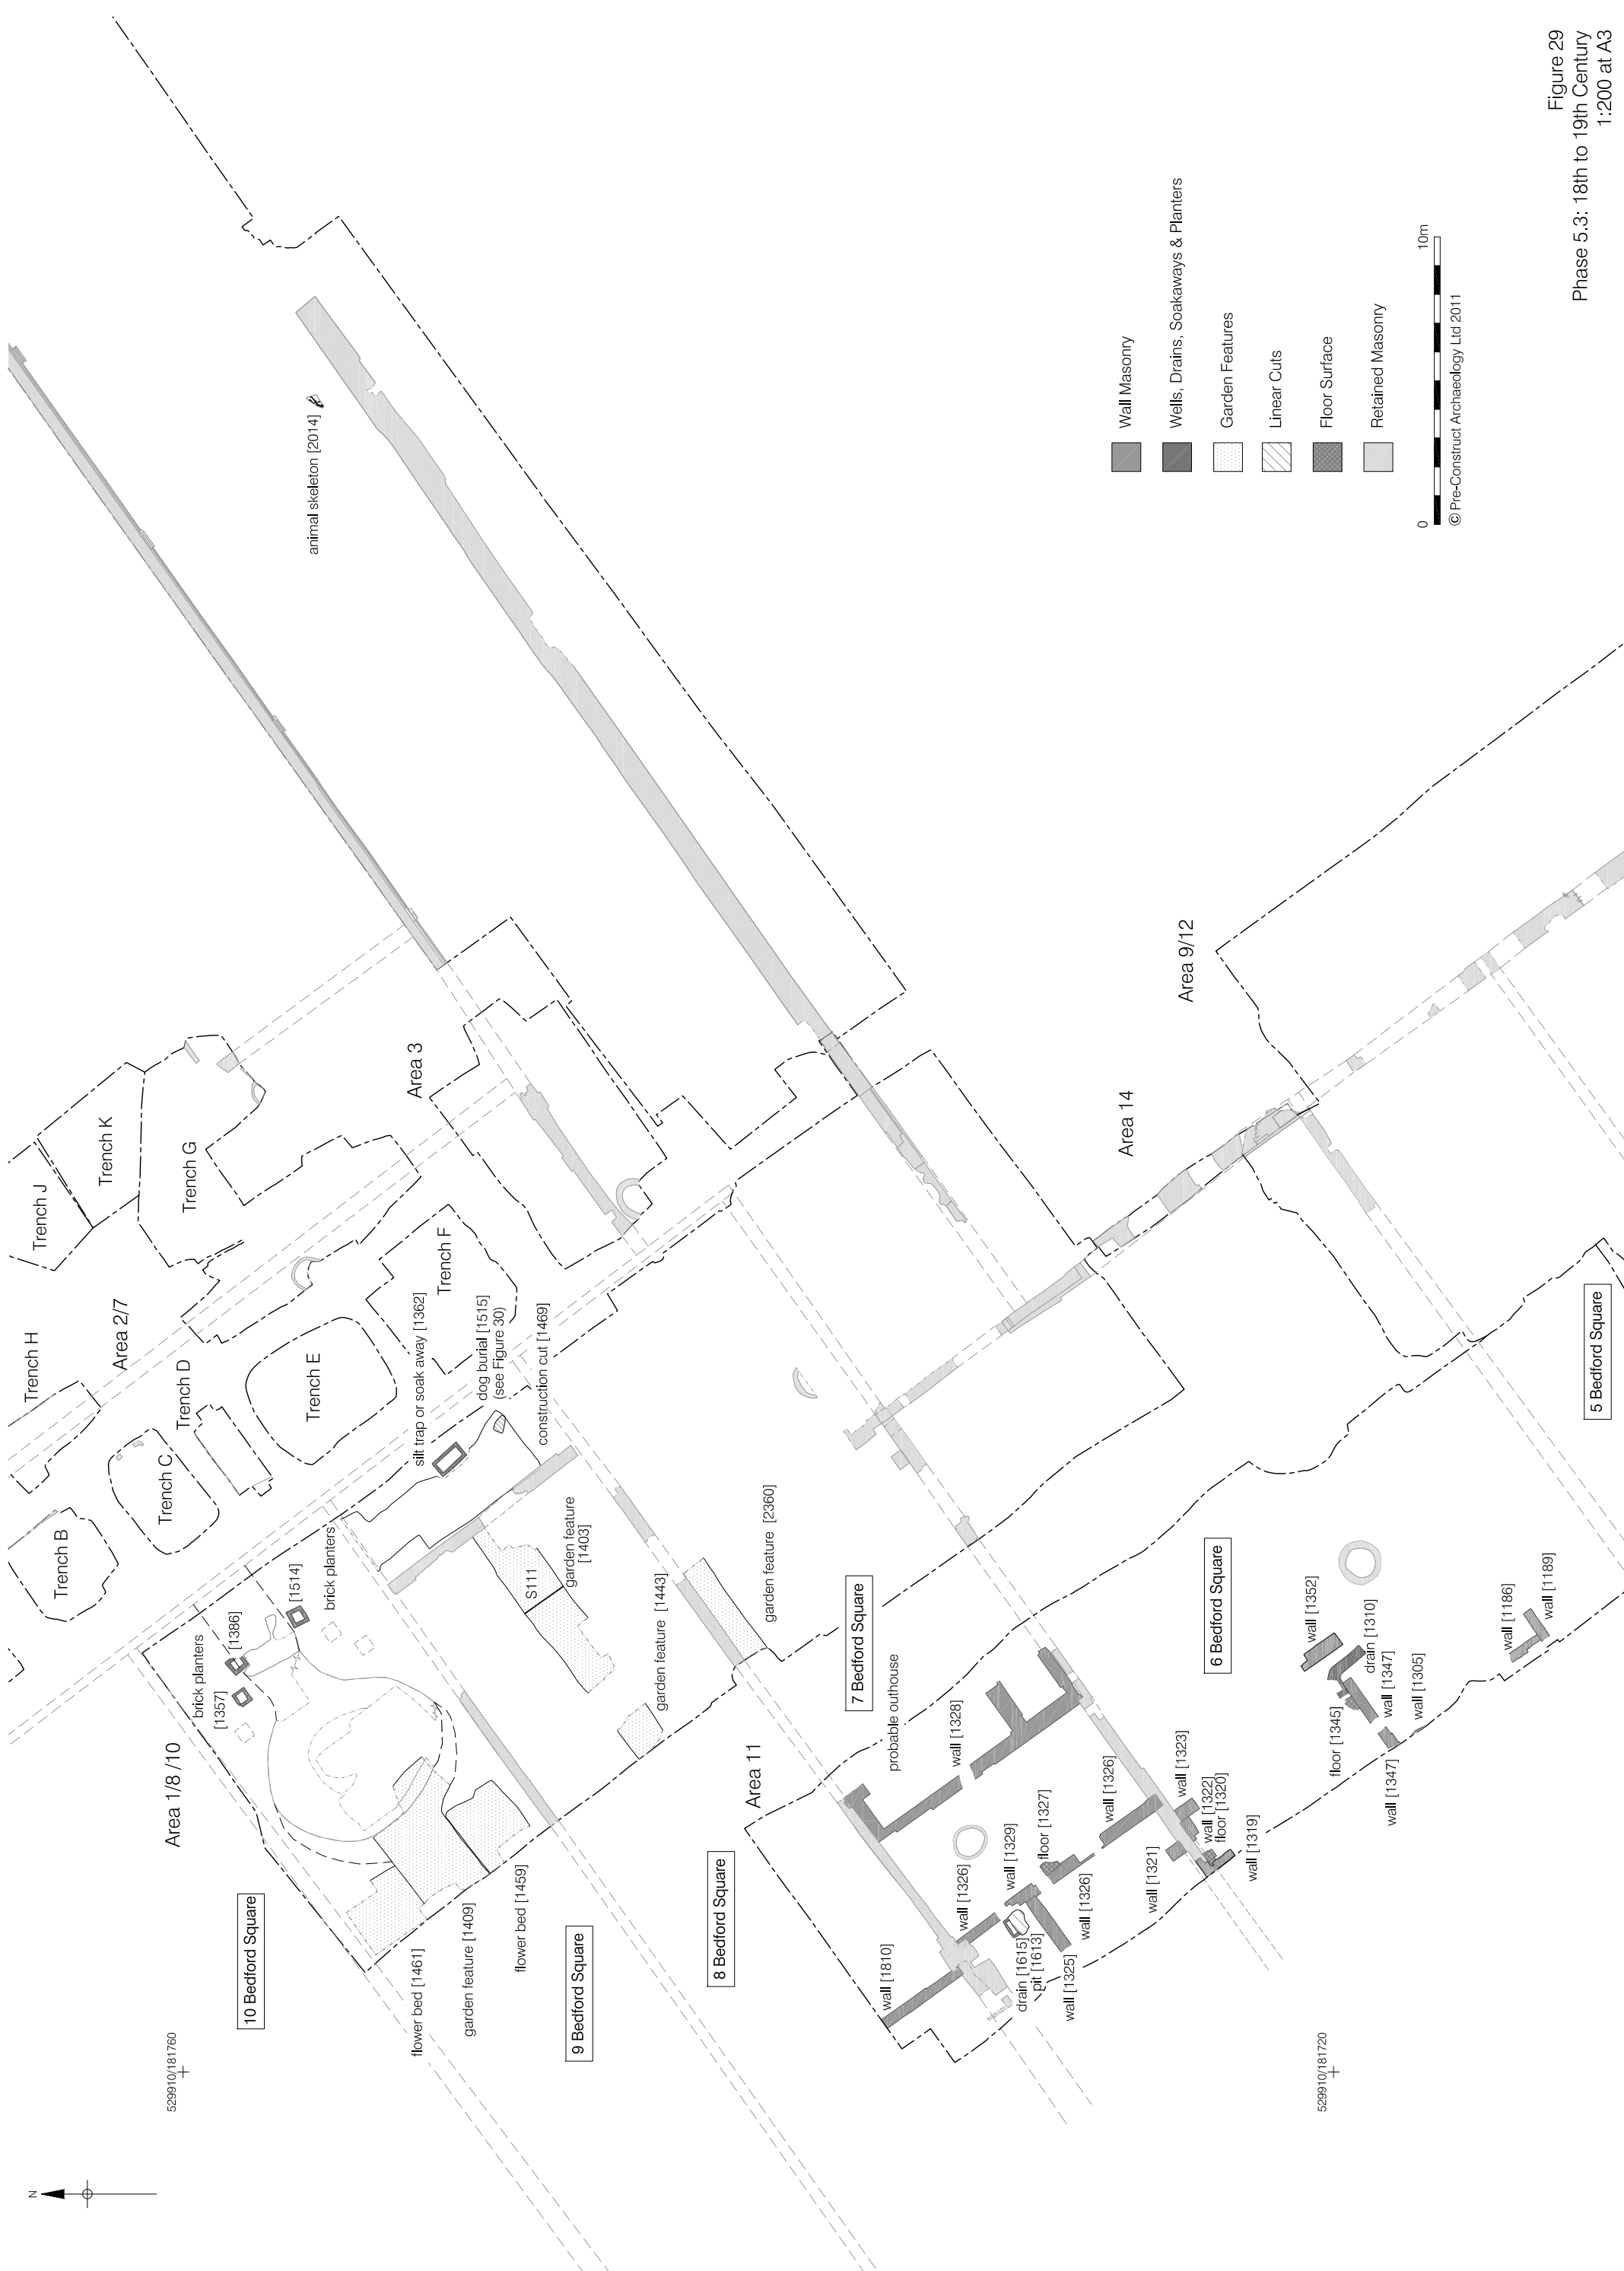 N
529910/181760
529910/181720
Trench H
Trench J
Trench K
Trench G
Area 2/7
Trench B
Trench C
Trench D
Trench E
Trench F
Area 3
Area 1/8 /10
brick planters
[1357]
[1386]
[1514]
brick planters
silt trap or soak away [1362]
dog burial [1515]
(see Figure 30)
construction cut [1469]
S111
garden feature
[1403]
garden feature [1443]
garden feature [2360]
10 Bedford Square
flower bed [1461]
garden feature [1409]
flower bed [1459]
9 Bedford Square
8 Bedford Square
Area 11
7 Bedford Square
probable outhouse
wall [1328]
wall [1810]
wall [1326]
wall [1329]
floor [1327]
drain [1615]
pit [1613]
wall [1325]
wall [1326]
wall [1326]
wall [1321]
wall [1323]
wall [1322]
floor [1320]
wall [1319]
6 Bedford Square
wall [1352]
floor [1345]
drain [1310]
wall [1347]
wall [1347]
wall [1305]
wall [1186]
wall [1189]
5 Bedford Square
Area 14
Area 9/12
animal skeleton [2014]
Wall Masonry
Wells, Drains, Soakaways & Planters
Garden Features
Linear Cuts
Floor Surface
Retained Masonry
0
10m
© Pre-Construct Archaeology Ltd 2011
Figure 29
Phase 5.3: 18th to 19th Century
1:200 at A3